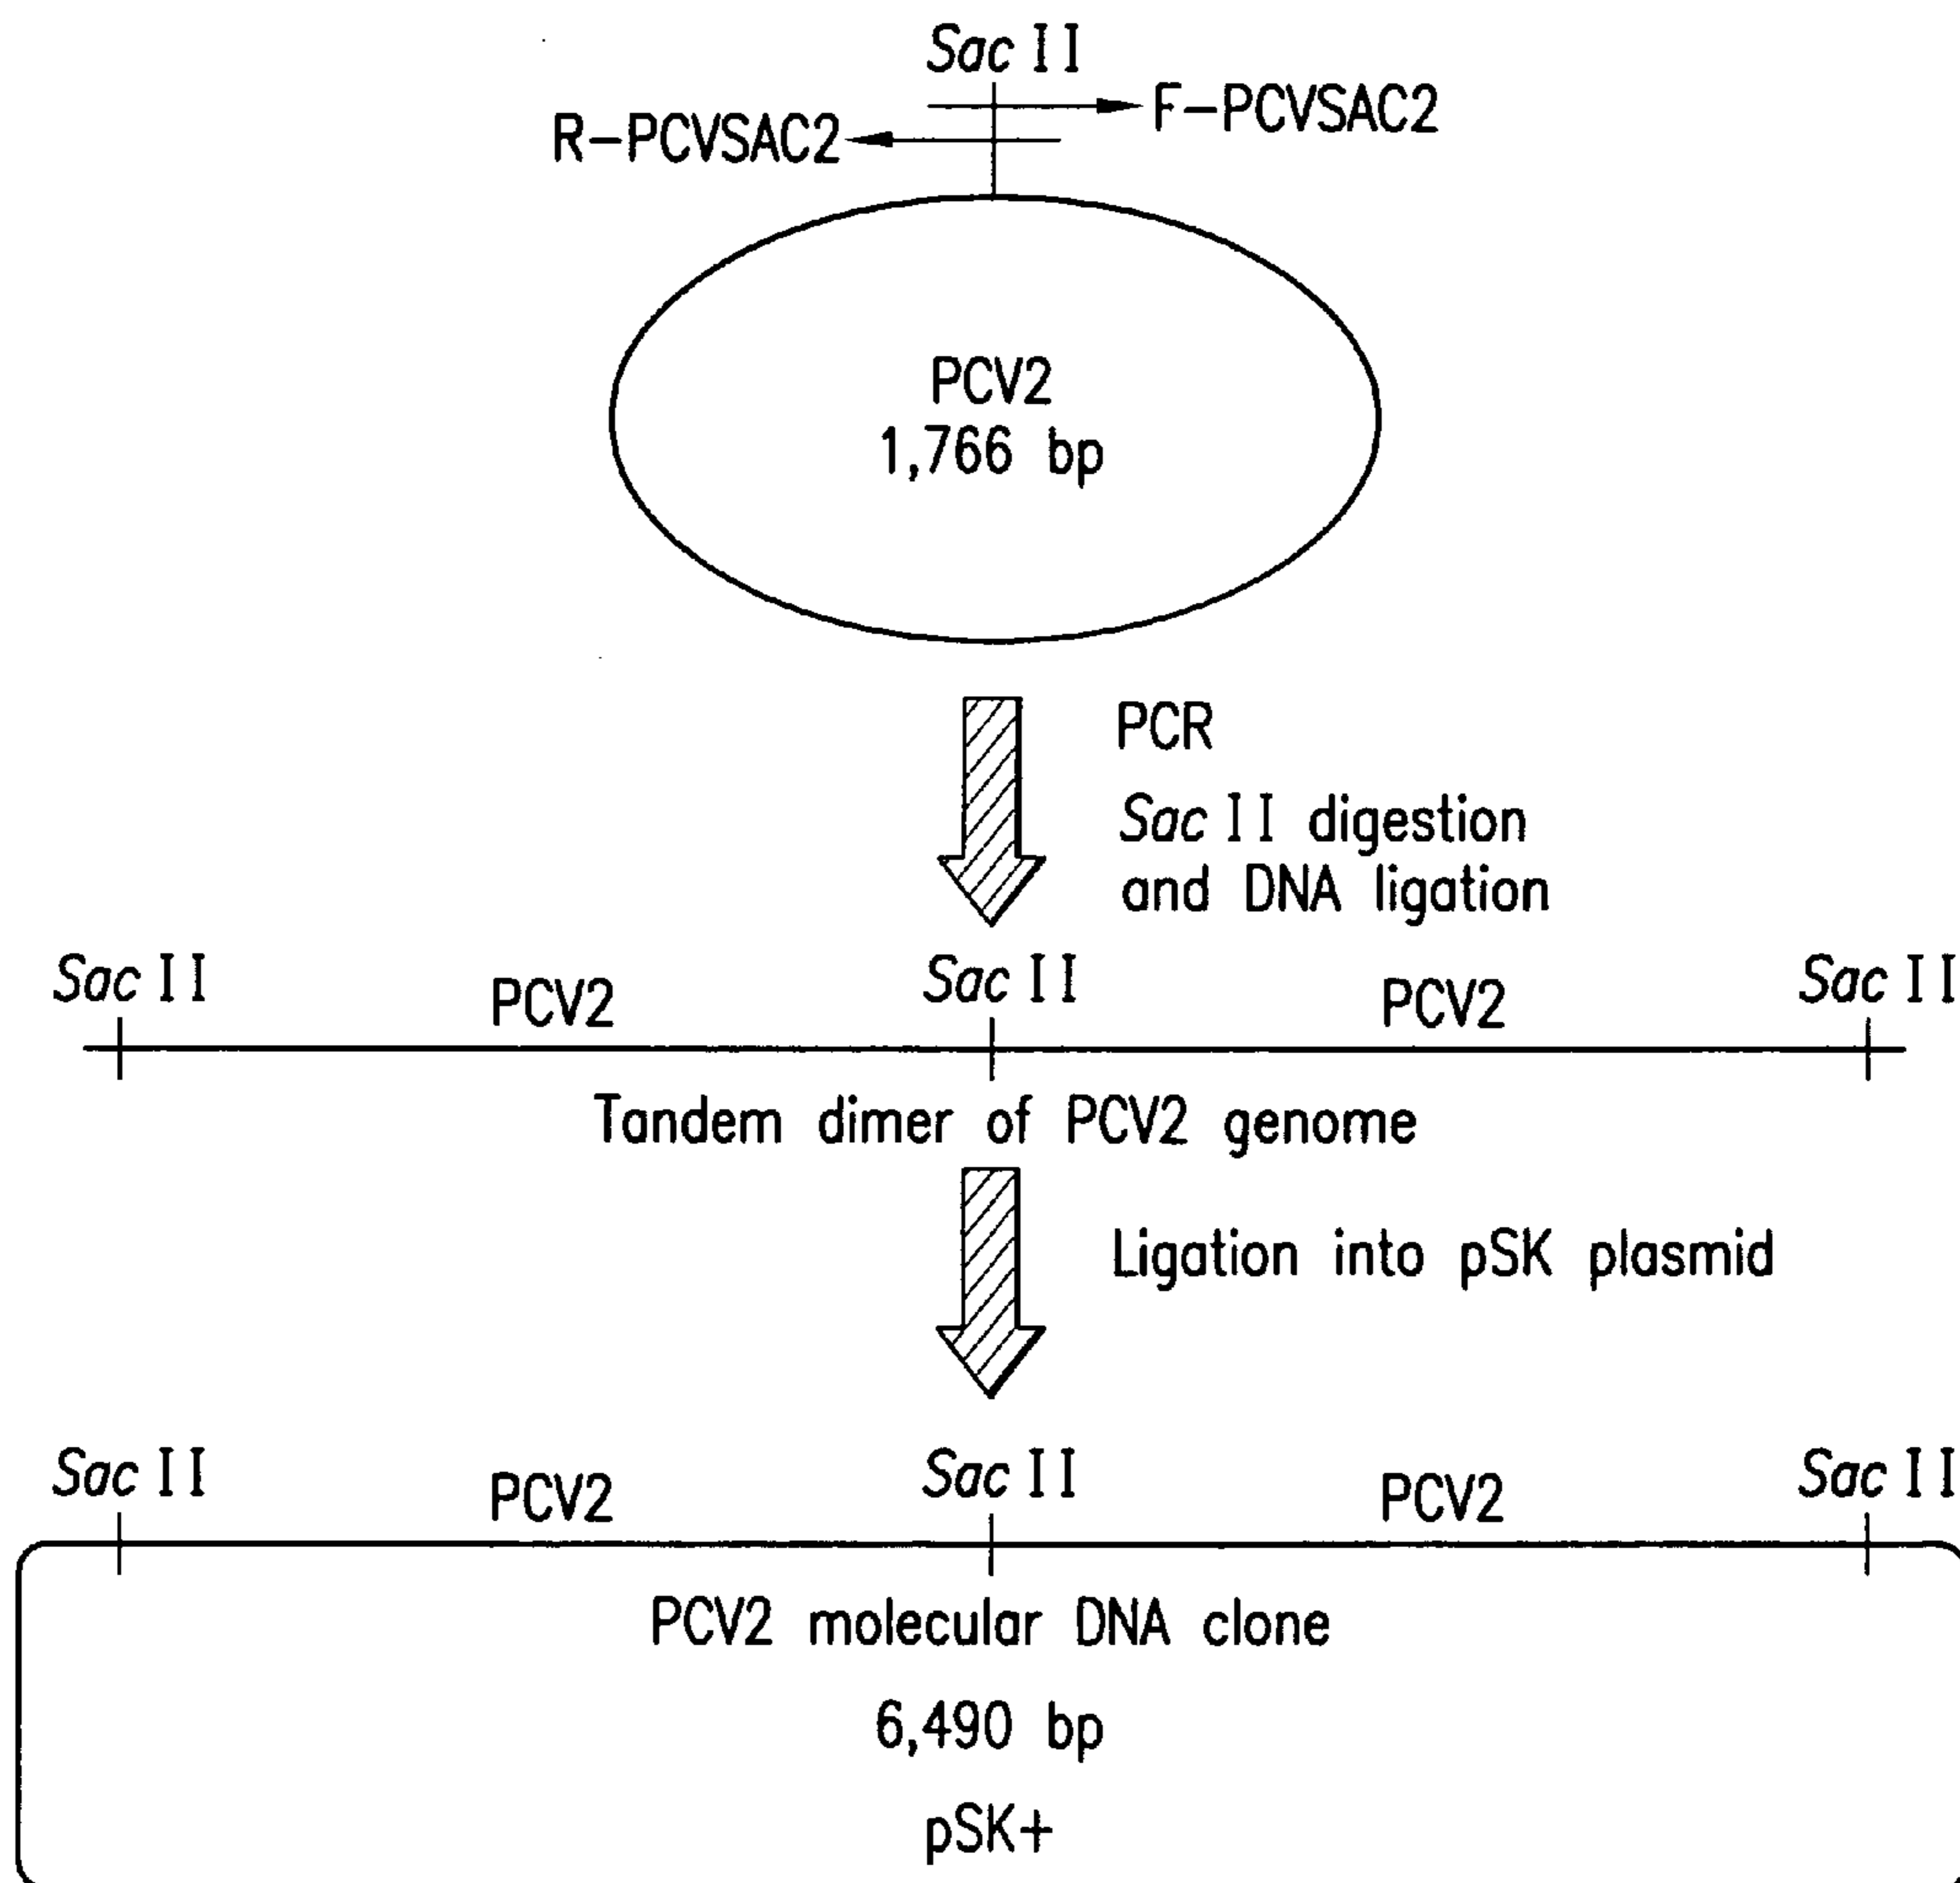 Sac II
F-PCVSAC2
R-PCVSAC2
PCV2
1,766 bp
PCR
Sac II digestion
and DNA ligation
Sac II
PCV2
Sac II
PCV2
Sac II
Tandem dimer of PCV2 genome
Ligation into pSK plasmid
Sac II
PCV2
Sac II
PCV2
Sac II
PCV2 molecular DNA clone
6,490 bp
pSK+